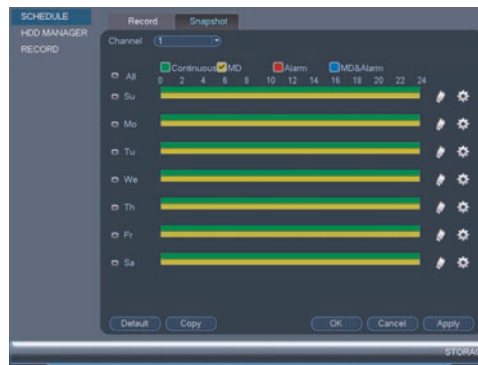 SCHEDULE
HDD MANAGER
RECORD
Record Snapshot
Channel 1
Continuous MD Alarm MD&Alarm
All 0 2 4 6 8 10 12 14 16 18 20 22 24
Su
Mo
Tu
We
Th
Fr
Sa
Default Copy OK Cancel Apply
STORA